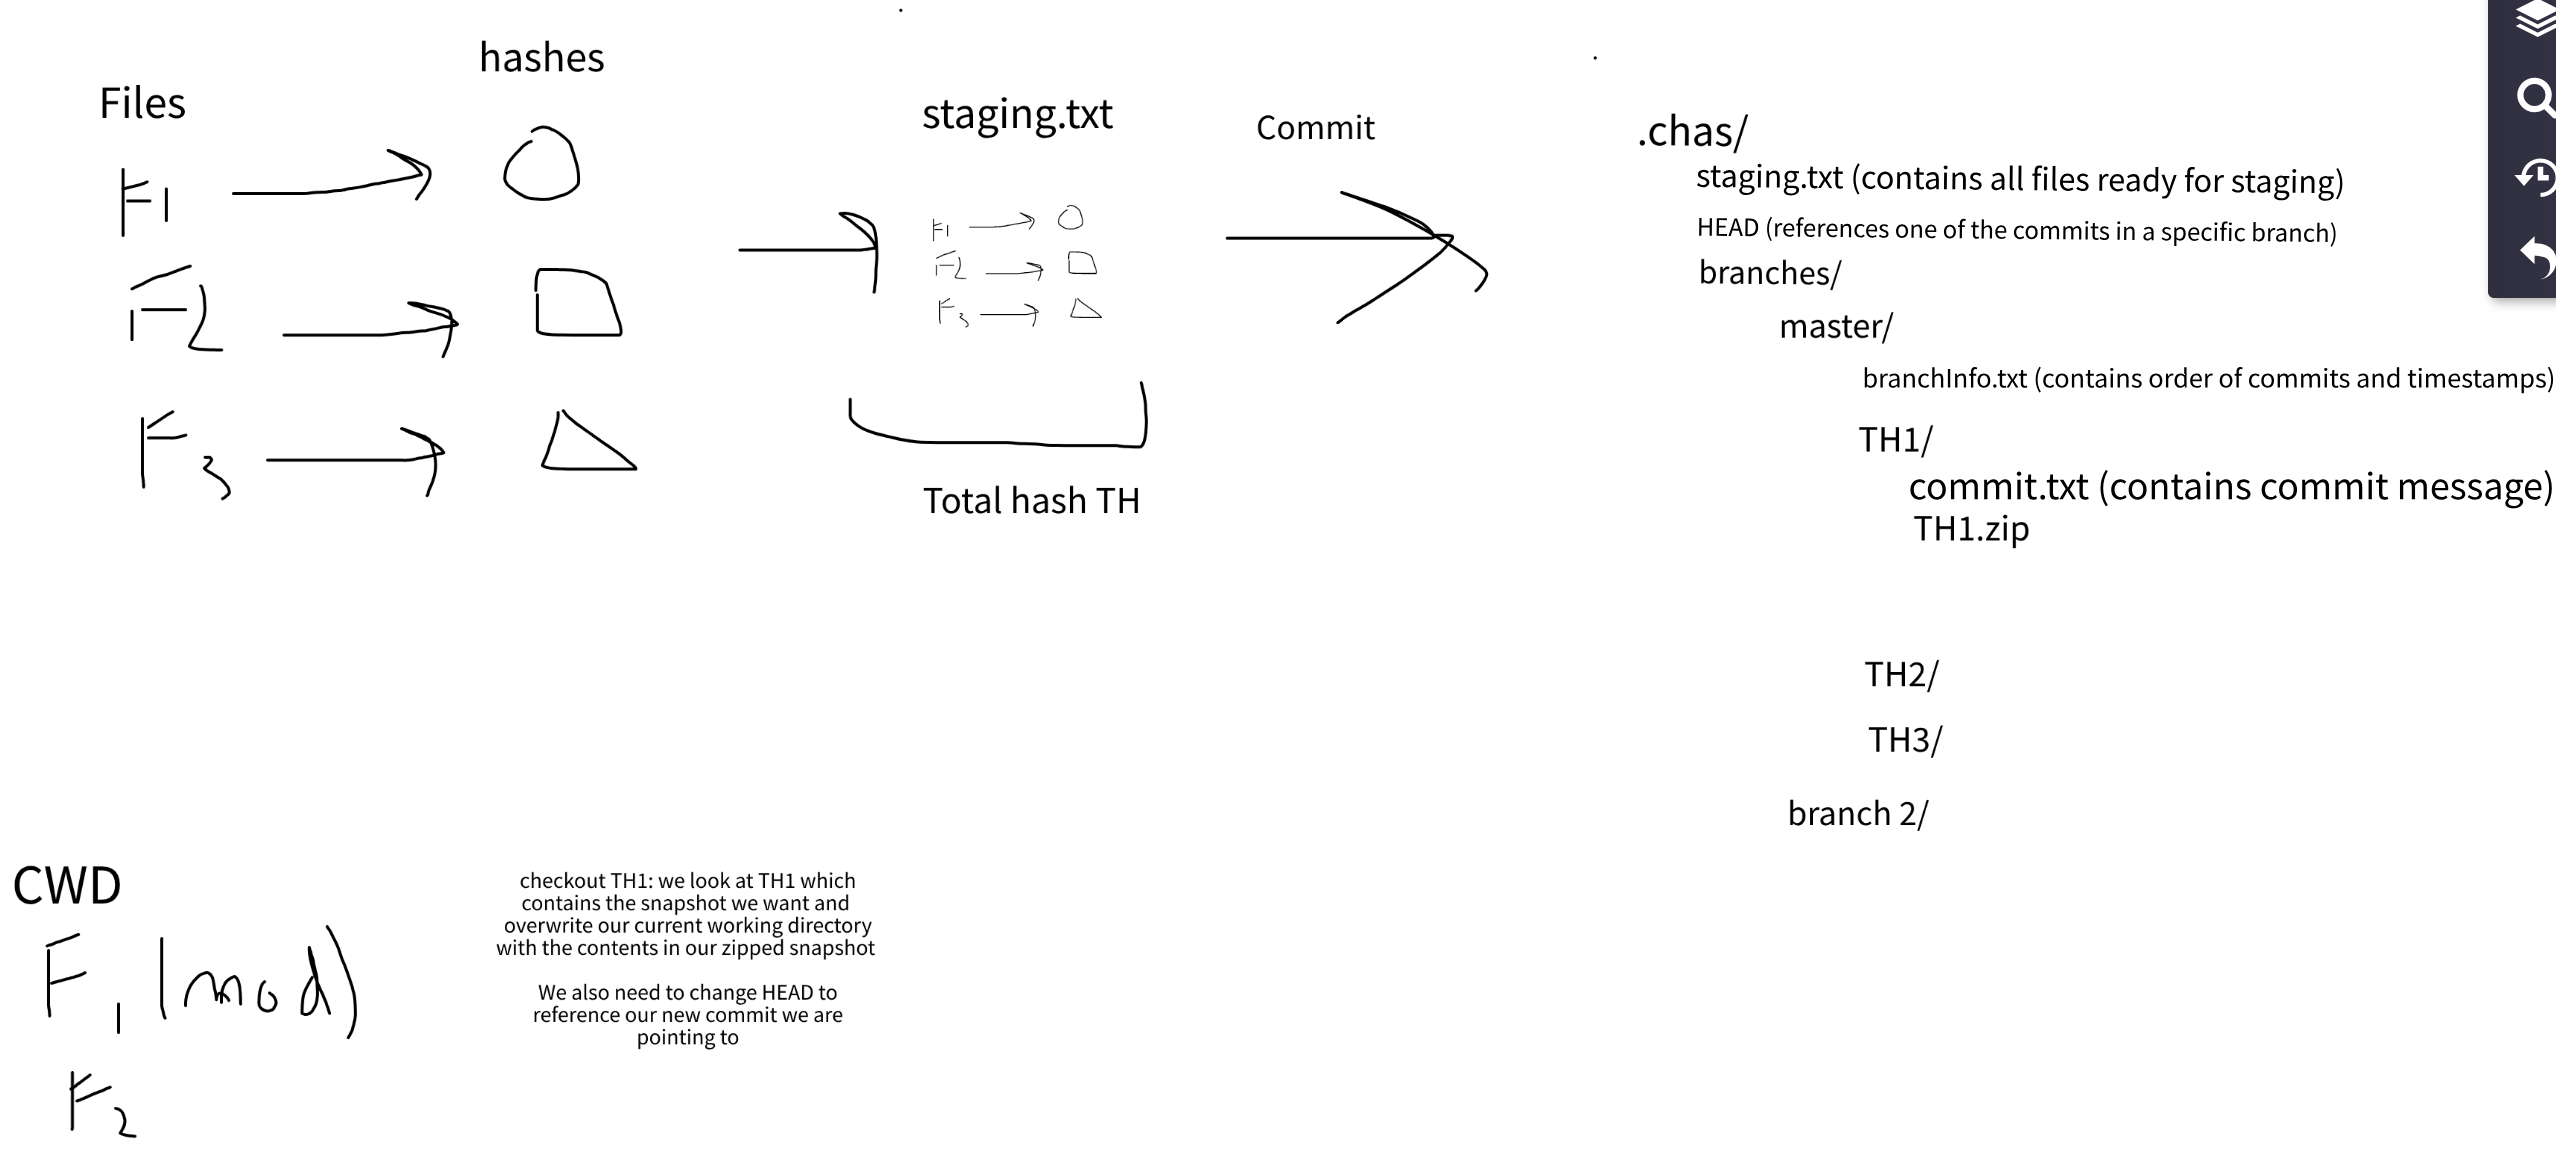 hashes
Files
F1
F2
F3
staging.txt
F1
F2
F3
Total hash TH
Commit
.chas/
staging.txt (contains all files ready for staging)
HEAD (references one of the commits in a specific branch)
branches/
master/
branchInfo.txt (contains order of commits and timestamps)
TH1/
commit.txt (contains commit message)
TH1.zip
TH2/
TH3/
branch 2/
CWD
F1 (mod)
F2
checkout TH1: we look at TH1 which
contains the snapshot we want and
overwrite our current working directory
with the contents in our zipped snapshot
We also need to change HEAD to
reference our new commit we are
pointing to